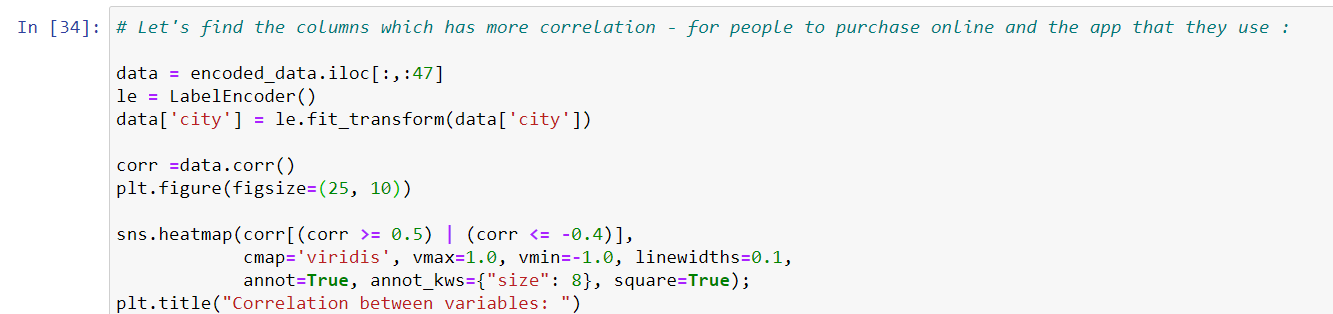 In [34]: # Let's find the columns which has more correlation - for people to purchase online and the app that they use :
data = encoded_data.iloc[:,:47]
le = LabelEncoder()
data['city'] = le.fit_transform(data['city'])
corr =data.corr()
plt.figure(figsize=(25, 10))
sns.heatmap(corr[(corr >= 0.5) | (corr <= -0.4)],
cmap='viridis', vmax=1.0, vmin=-1.0, linewidths=0.1,
annot=True, annot_kws={"size": 8}, square=True);
plt.title("Correlation between variables: ")